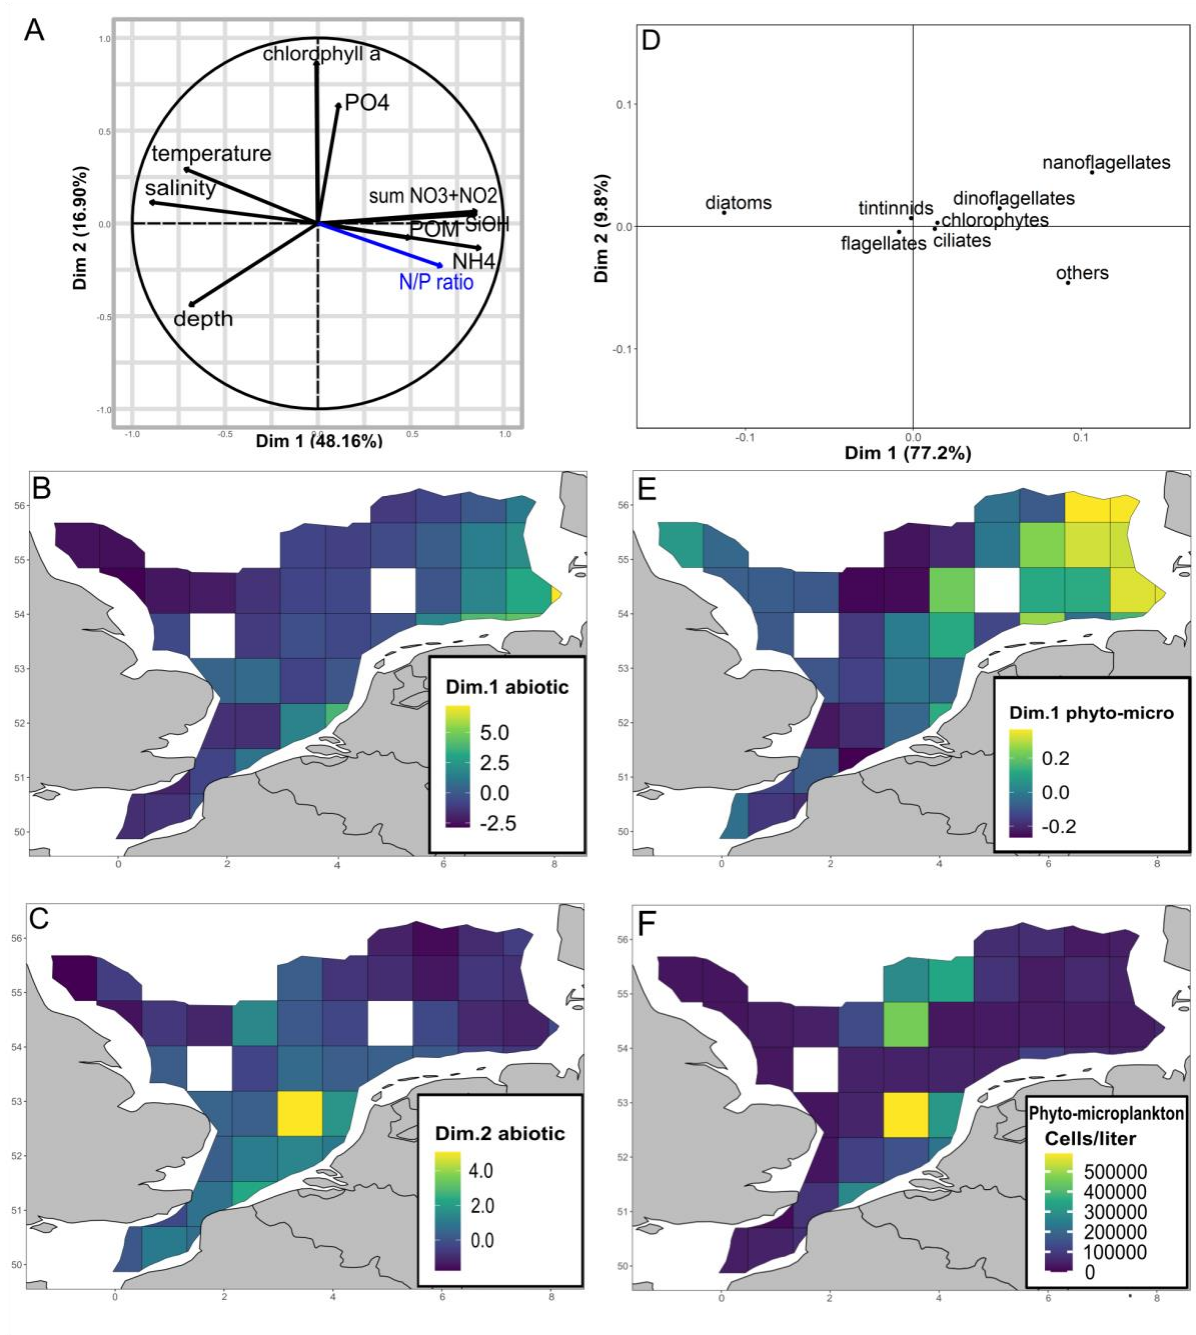 A
1.0
0.5
0.0
-0.5
-1.0
Dim 2 (16.90%)
chlorophyll a
PO4
temperature
salinity
sum NO3+NO2
SiOH
POM
NH4
N/P ratio
depth
-1.0
-0.5
0.0
0.5
1.0
Dim 1 (48.16%)
D
0.1
0.0
-0.1
Dim 2 (9.8%)
nanoflagellates
diatoms
tintinnids
dinoflagellates
chlorophytes
flagellates
ciliates
others
-0.1
0.0
0.1
Dim 1 (77.2%)
B
56
55
54
53
52
51
50
0
2
4
6
8
Dim.1 abiotic
5.0
2.5
0.0
-2.5
E
56
55
54
53
52
51
50
0
2
4
6
8
Dim.1 phyto-micro
0.2
0.0
-0.2
C
56
55
54
53
52
51
50
0
2
4
6
8
Dim.2 abiotic
4.0
2.0
0.0
F
56
55
54
53
52
51
50
0
2
4
6
8
Phyto-microplankton
Cells/liter
500000
400000
300000
200000
100000
0